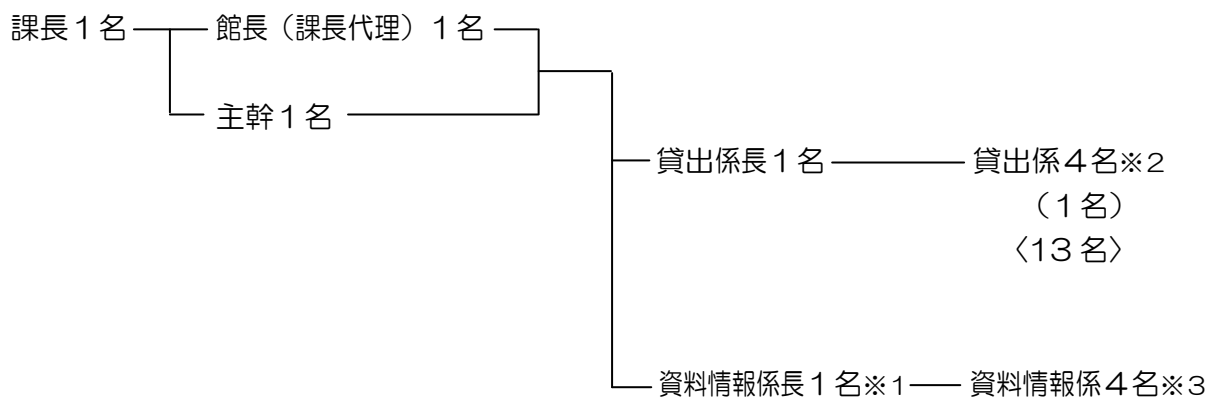 課長１名 館長（課長代理）１名
主幹１名
貸出係長１名 貸出係４名※2
（１名）
〈13名〉
資料情報係長１名※1 資料情報係４名※3